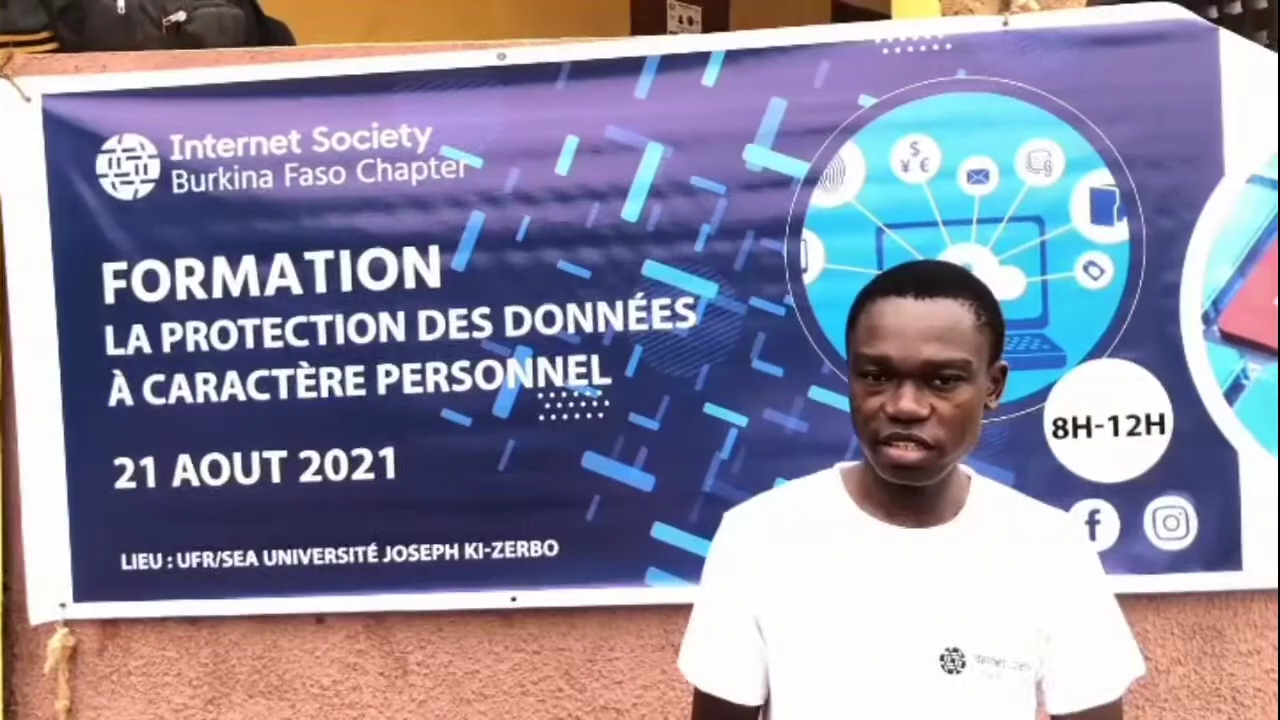 Internet Society
Burkina Faso Chapter
FORMATION
LA PROTECTION DES DONNÉES
À CARACTÈRE PERSONNEL
21 AOUT 2021
LIEU : UFR/SEA UNIVERSITÉ JOSEPH KI-ZERBO
$
¥ €
8H-12H
f